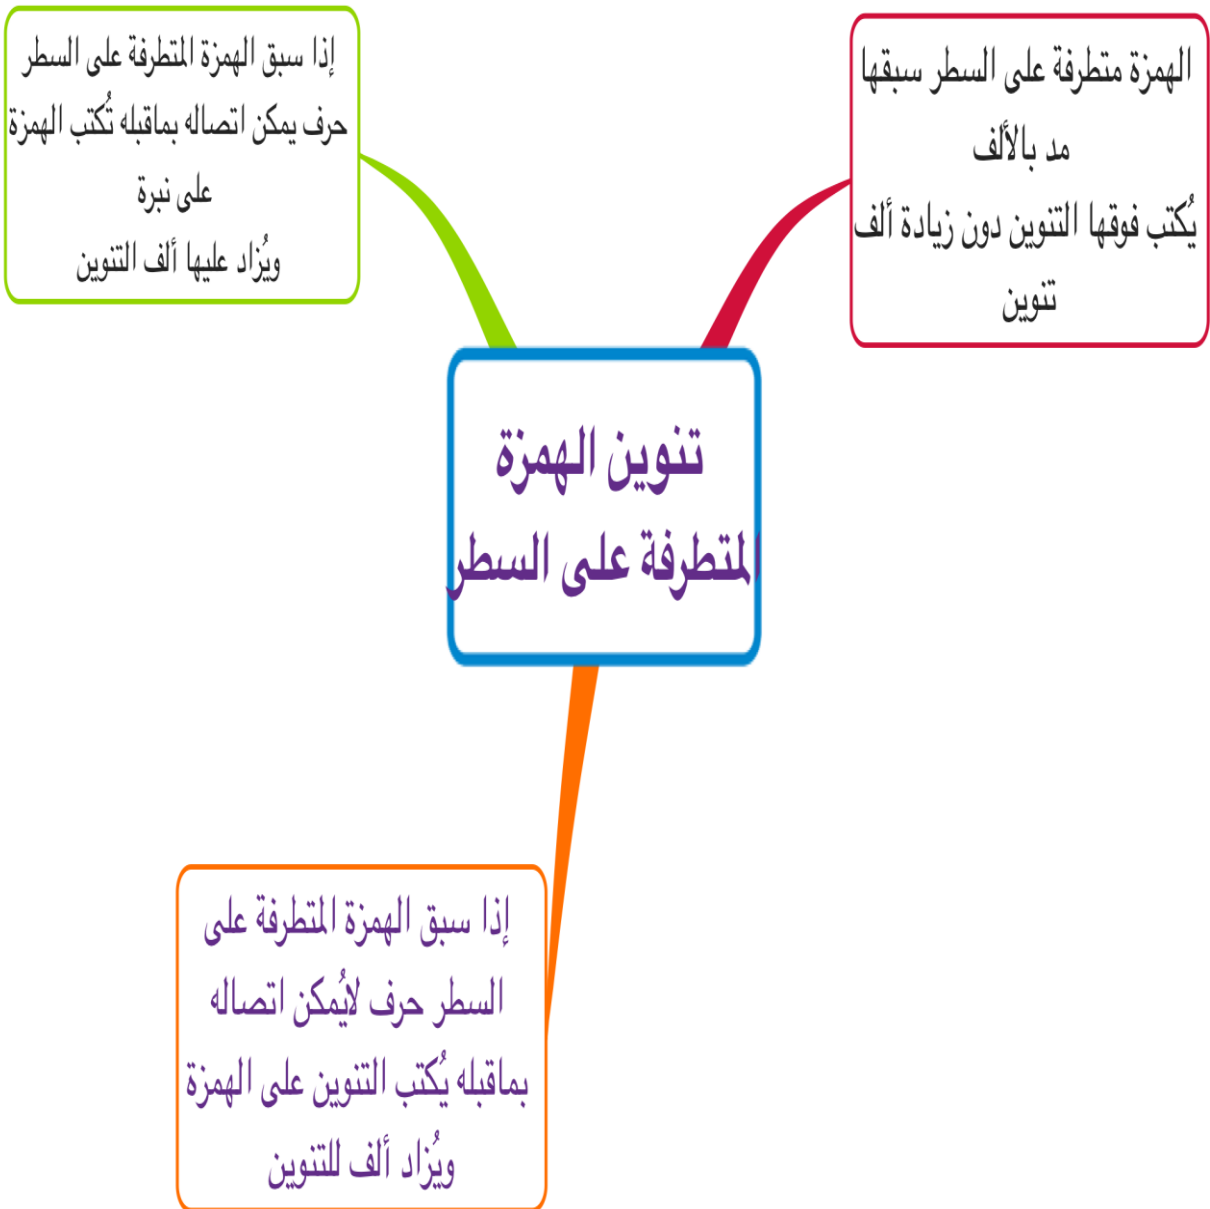 الهمزة متطرفة على السطر سبقها
مد بالألف
يُكتب فوقها التنوين دون زيادة ألف
تنوين
إذا سبق الهمزة المتطرفة على السطر
حرف يمكن اتصاله بماقبله تُكتب الهمزة
على نبرة
ويُزاد عليها ألف التنوين
تنوين الهمزة
المتطرفة على السطر
إذا سبق الهمزة المتطرفة على
السطر حرف لايُمكن اتصاله
بماقبله يُكتب التنوين على الهمزة
ويُزاد ألف للتنوين